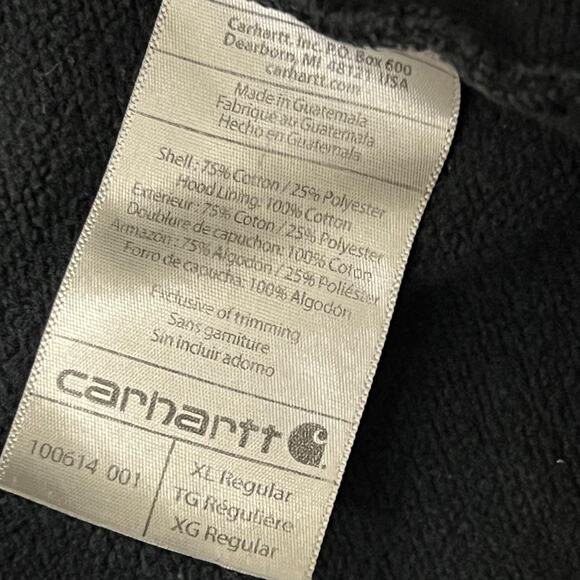 Carhartt, Inc. P.O. Box 600
Dearborn, MI 48121 USA
carhartt.com
Made in Guatemala
Fabriqué au Guatemala
Hecho en Guatemala
Shell: 75% Cotton / 25% Polyester
Hood Lining: 100% Cotton
Extérieur: 75% Coton / 25% Polyester
Doublure de capuchon: 100% Coton
Armazón: 75% Algodón / 25% Poliéster
Forro de capucha: 100% Algodón
Exclusive of trimming
Sans garniture
Sin incluir adorno
carhartt
100614 001
XL Regular
TG Régulière
XG Regular